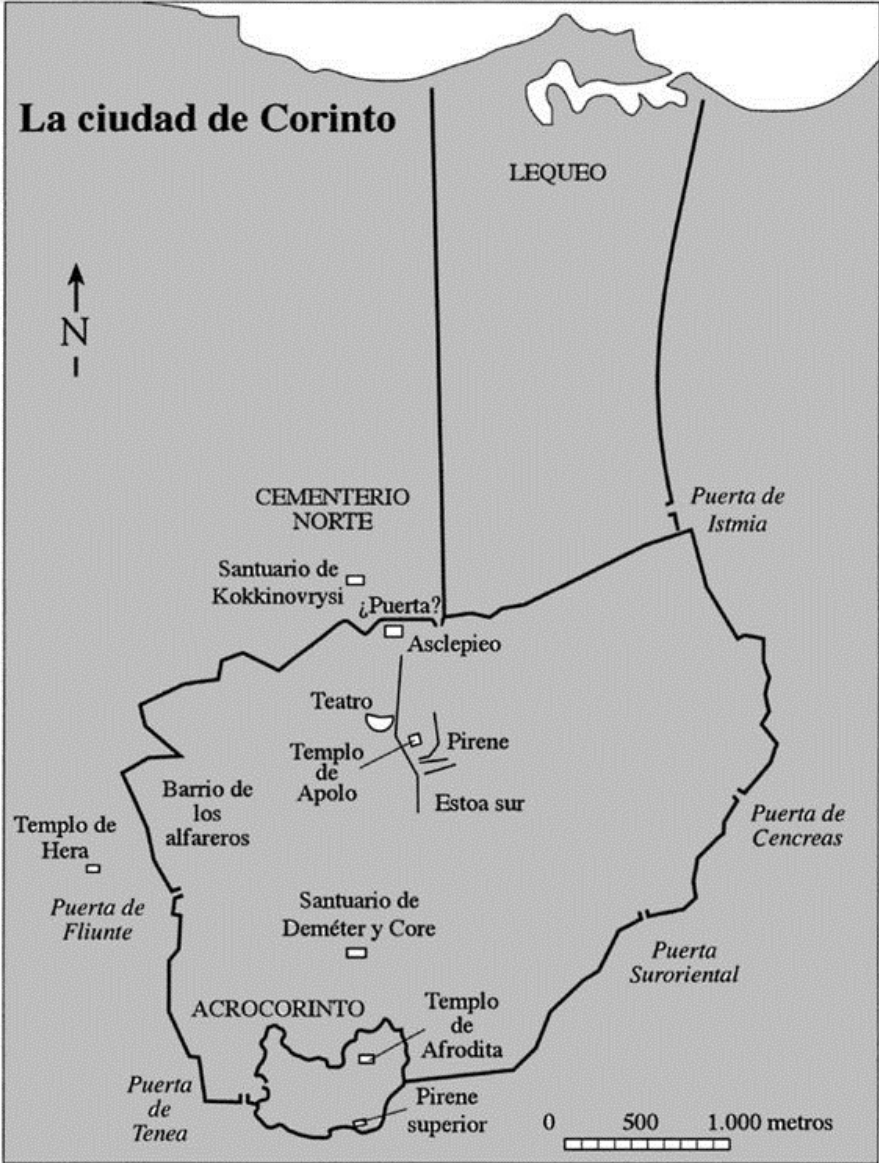 La ciudad de Corinto
LEQUEO
N
CEMENTERIO
NORTE
Puerta de
Istmia
Santuario de
Kokkinovrysi
¿Puerta?
Asclepieo
Teatro
Templo
de
Apolo
Pirene
Estoa sur
Barrio de
los
alfareros
Templo de
Hera
Puerta de
Cencreas
Puerta de
Fliunte
Santuario de
Deméter y Core
Puerta
Suroriental
ACROCORINTO
Templo
de
Afrodita
Puerta
de
Tenea
Pirene
superior
0 500 1.000 metros